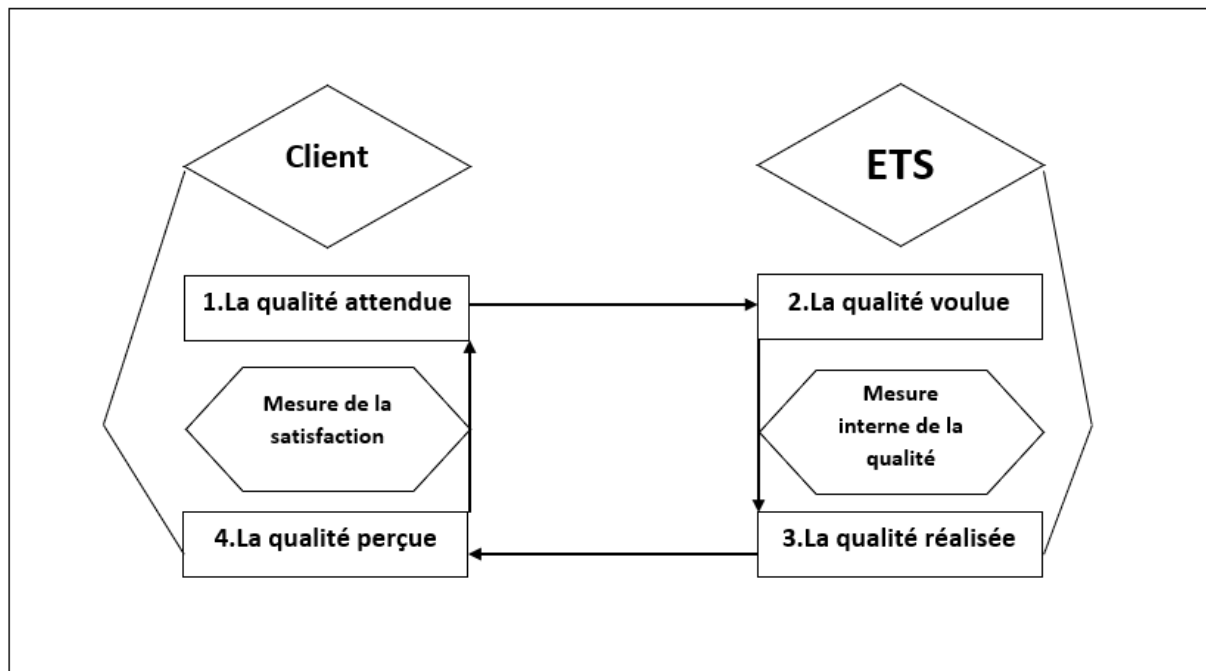 Client
ETS
1.La qualité attendue
2.La qualité voulue
Mesure de la
satisfaction
Mesure
interne de la
qualité
4.La qualité perçue
3.La qualité réalisée